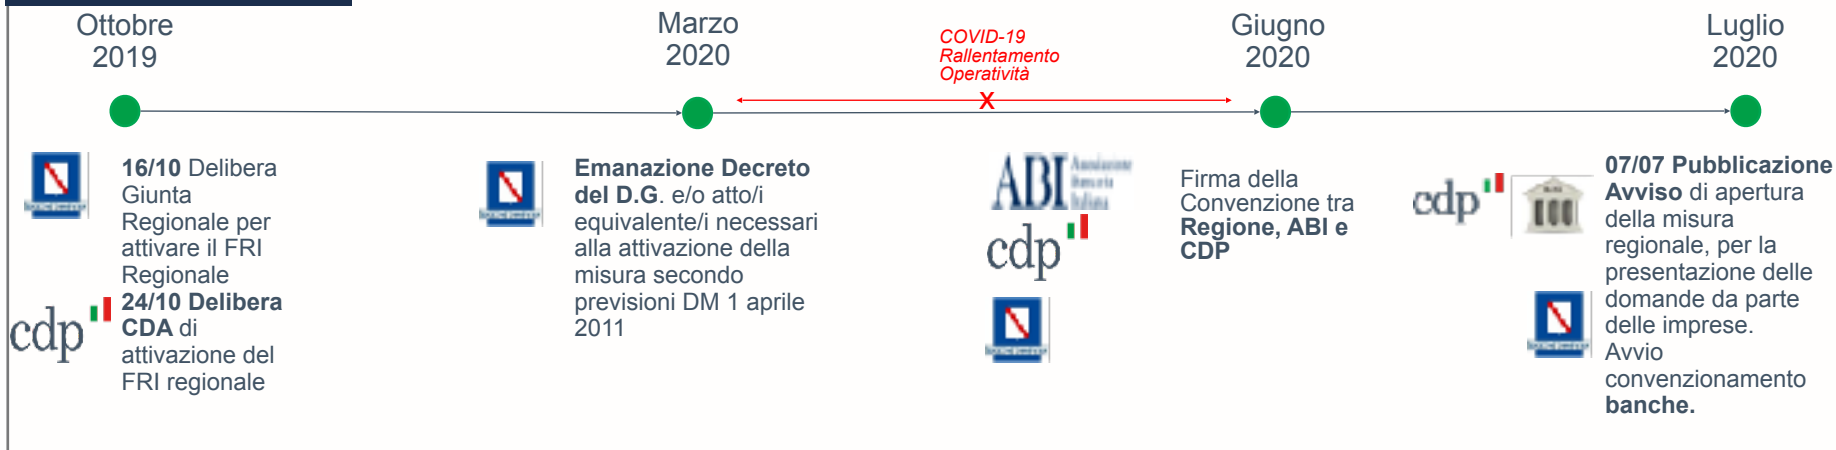 Ottobre
2019
Marzo
2020
COVID-19
Rallentamento
Operatività
X
Giugno
2020
Luglio
2020
16/10 Delibera
Giunta
Regionale per
attivare il FRI
Regionale
24/10 Delibera
CDA di
attivazione del
FRI regionale
cdp
Emanazione Decreto
del D.G. e/o atto/i
equivalente/i necessari
alla attivazione della
misura secondo
previsioni DM 1 aprile
2011
ABI Associazione
Bancaria
Italiana
cdp
Firma della
Convenzione tra
Regione, ABI e
CDP
cdp
07/07 Pubblicazione
Avviso di apertura
della misura
regionale, per la
presentazione delle
domande da parte
delle imprese.
Avvio
convenzionamento
banche.